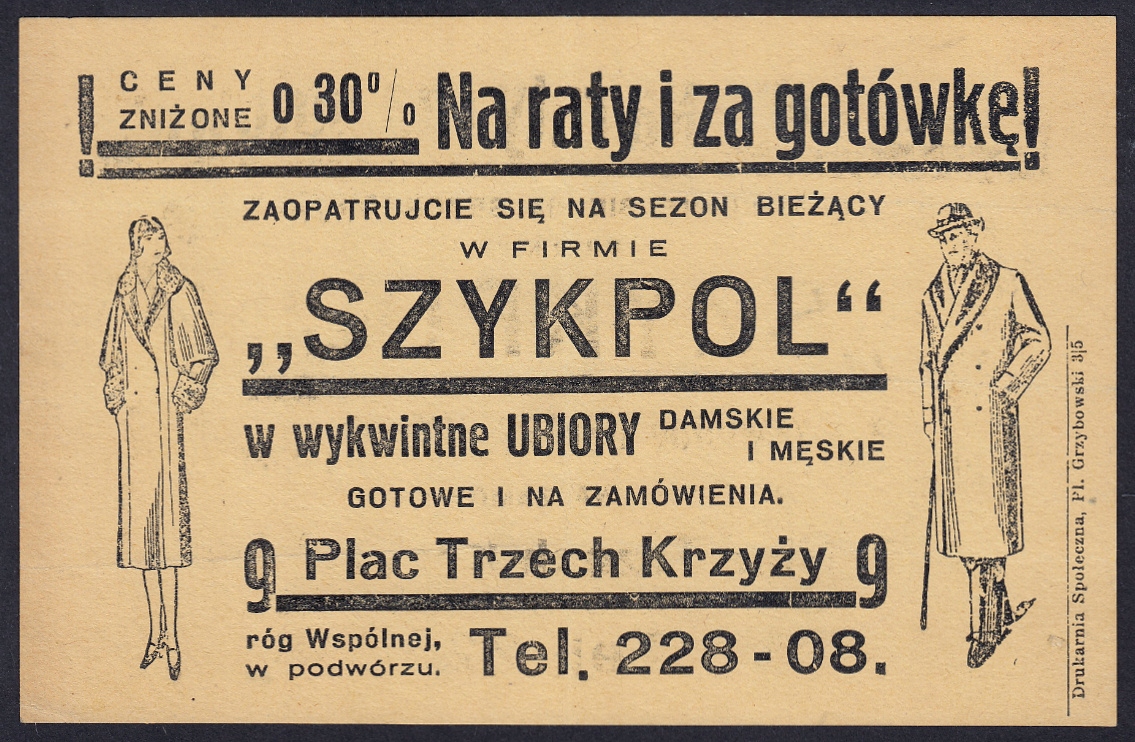 ! CENY ZNIŻONE o 30% Na raty i za gotówkę!
ZAOPATRUJCIE SIĘ NA SEZON BIEŻĄCY
W FIRMIE
„SZYKPOL“
w wykwintne UBIORY DAMSKIE
I MĘSKIE
GOTOWE I NA ZAMÓWIENIA.
9 Plac Trzech Krzyży 9
róg Wspólnej,
w podwórzu. Tel. 228-08.
Drukarnia Społeczna, Pl. Grzybowski 3|5